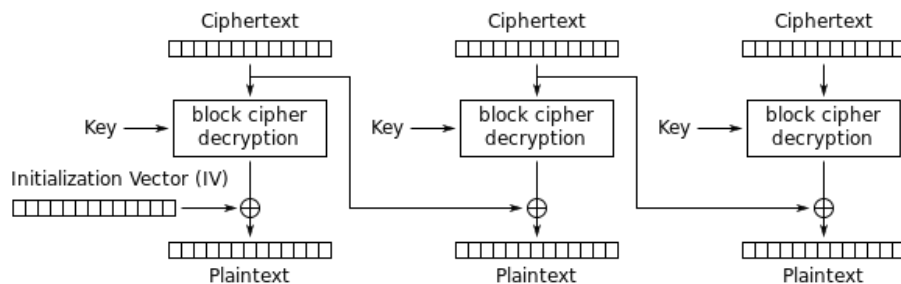 Ciphertext
Ciphertext
Ciphertext
Key
block cipher
decryption
Key
block cipher
decryption
Key
block cipher
decryption
Initialization Vector (IV)
Plaintext
Plaintext
Plaintext